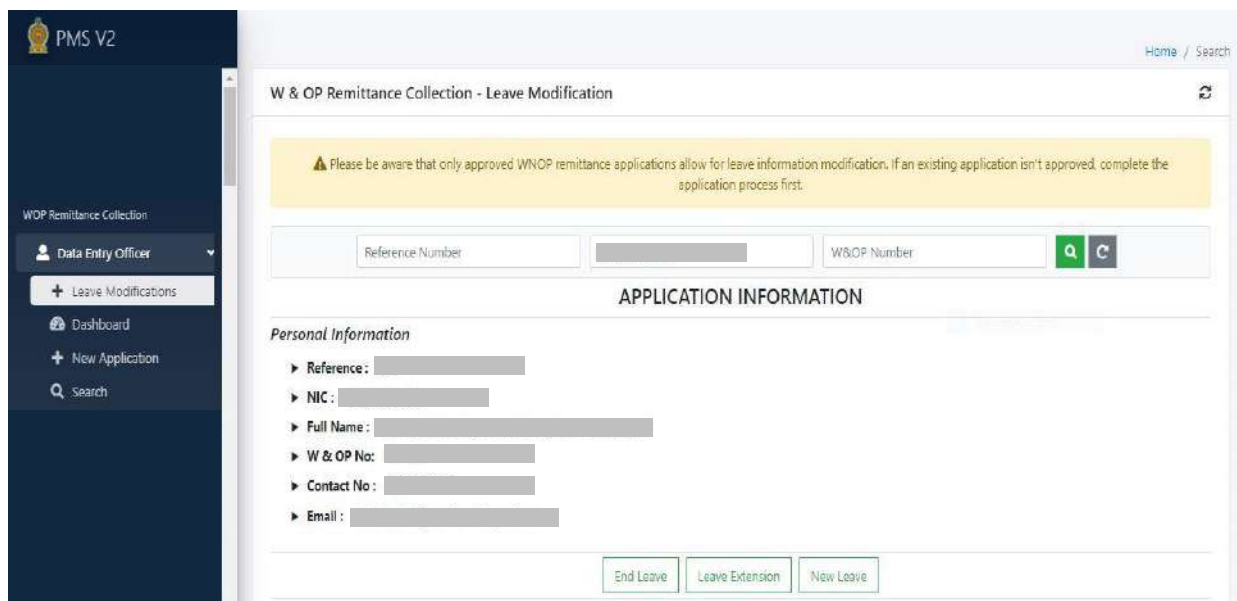 PMS V2
Home / Search
W & OP Remittance Collection - Leave Modification
Please be aware that only approved WNOP remittance applications allow for leave information modification. If an existing application isn't approved, complete the
application process first.
WOP Remittance Collection
Data Entry Officer
Leave Modifications
Dashboard
New Application
Search
Reference Number
W&OP Number
APPLICATION INFORMATION
Personal Information
Reference :
NIC :
Full Name :
W & OP No:
Contact No :
Email :
End Leave
Leave Extension
New Leave